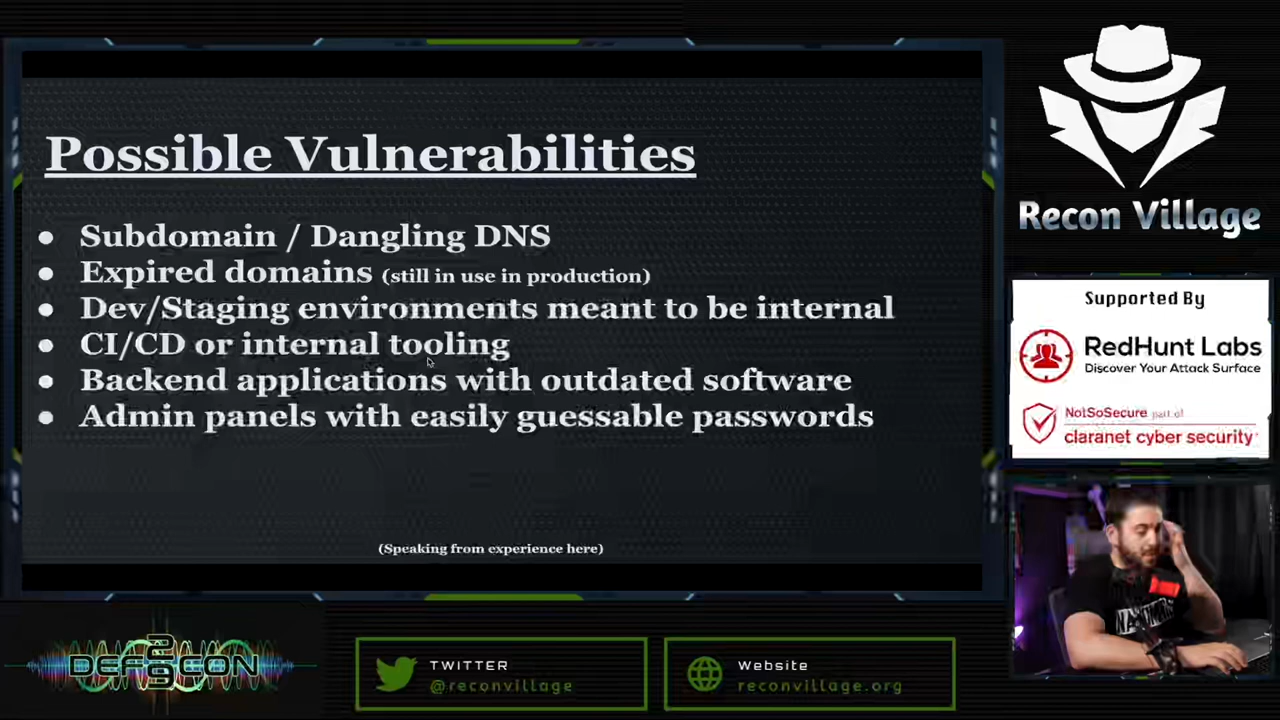 Possible Vulnerabilities
● Subdomain / Dangling DNS
● Expired domains (still in use in production)
● Dev/Staging environments meant to be internal
● CI/CD or internal tooling
● Backend applications with outdated software
● Admin panels with easily guessable passwords
(Speaking from experience here)
Recon Village
Supported By
RedHunt Labs
Discover Your Attack Surface
NotSoSecure part of
claranet cyber security
DEF CON
29
TWITTER
@reconvillage
Website
reconvillage.org